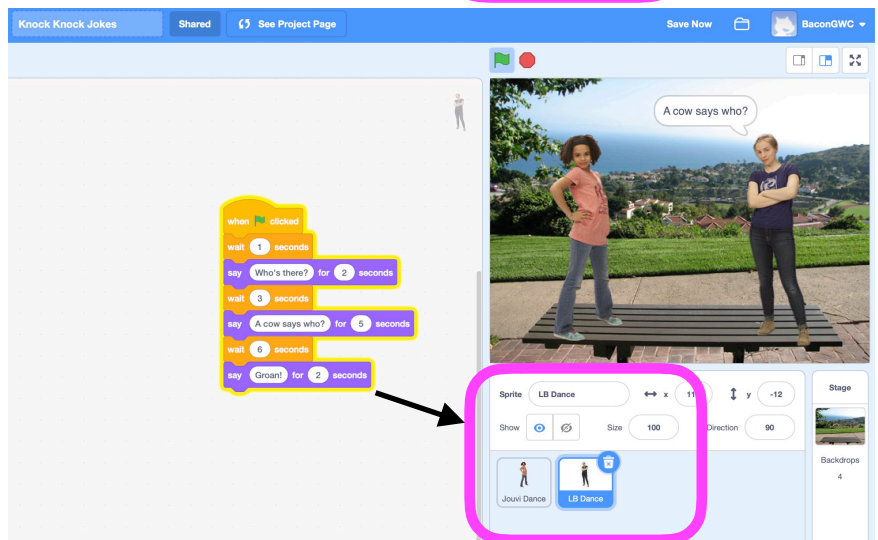 Knock Knock Jokes Shared See Project Page Save Now BaconGWC
A cow says who?
when clicked
wait 1 seconds
say Who's there? for 2 seconds
wait 3 seconds
say A cow says who? for 5 seconds
wait 6 seconds
say Groan! for 2 seconds
Sprite LB Dance x y -12
Show Size 100 Direction 90
Jouvi Dance LB Dance
Stage
Backdrops
4